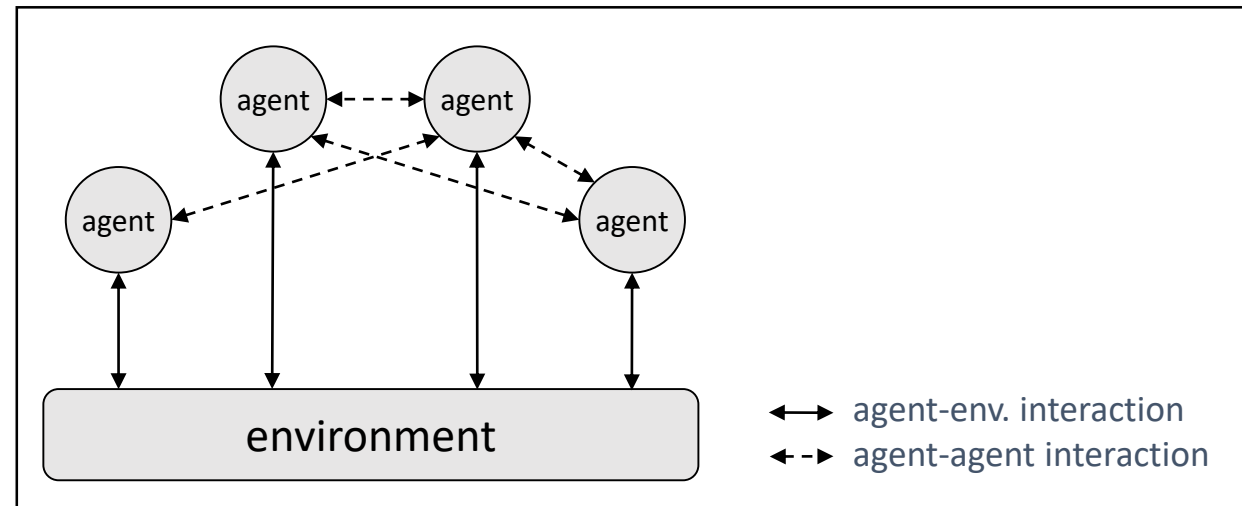 agent
agent
agent
agent
environment
agent-env. interaction
agent-agent interaction